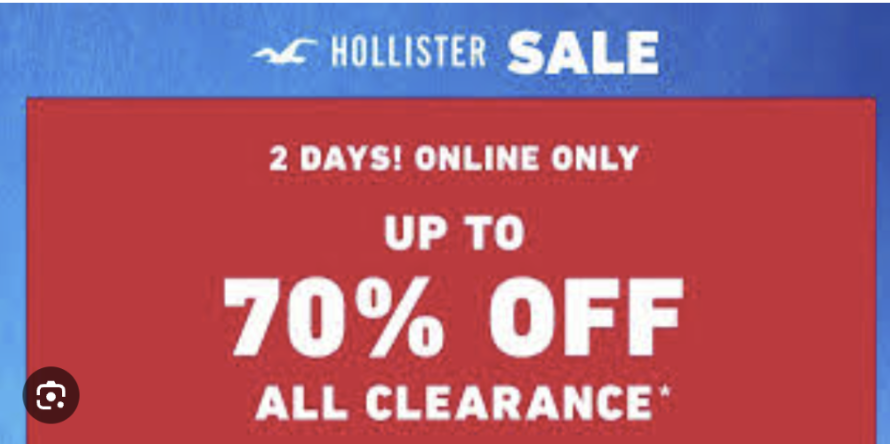 HOLLISTER SALE
2 DAYS! ONLINE ONLY
UP TO
70% OFF
ALL CLEARANCE*